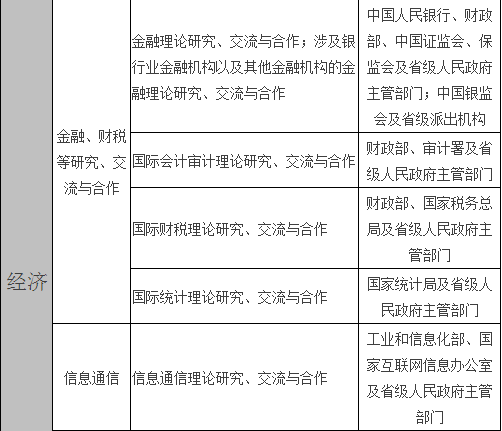 经济
金融、财税
等研究、交
流与合作
金融理论研究、交流与合作；涉及银
行业金融机构以及其他金融机构的金
融理论研究、交流与合作
中国人民银行、财政
部、中国证监会、保
监会及省级人民政府
主管部门；中国银监
会及省级派出机构
国际会计审计理论研究、交流与合作
财政部、审计署及省
级人民政府主管部门
国际财税理论研究、交流与合作
财政部、国家税务总
局及省级人民政府主
管部门
国际统计理论研究、交流与合作
国家统计局及省级人
民政府主管部门
信息通信
信息通信理论研究、交流与合作
工业和信息化部、国
家互联网信息办公室
及省级人民政府主管
部门